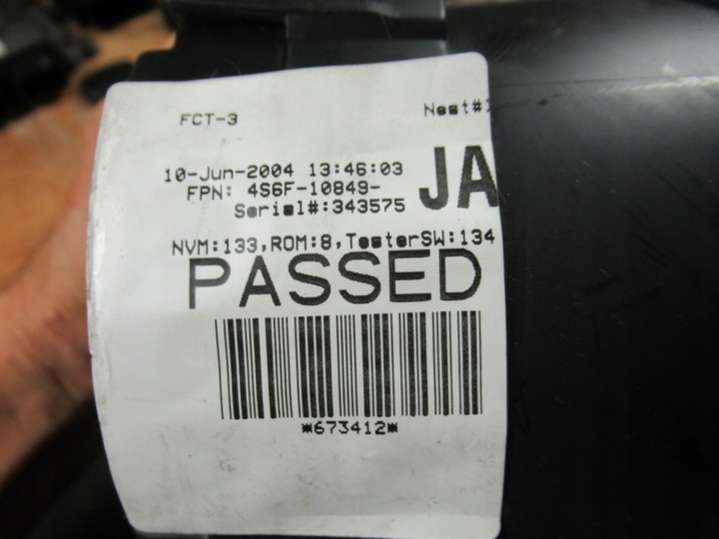 FCT-3 Nest#:
10-Jun-2004 13:46:03
FPN: 4S6F-10849- JA
Serial#:343575
NVM:133,ROM:8,TesterSW:134
PASSED
*673412*